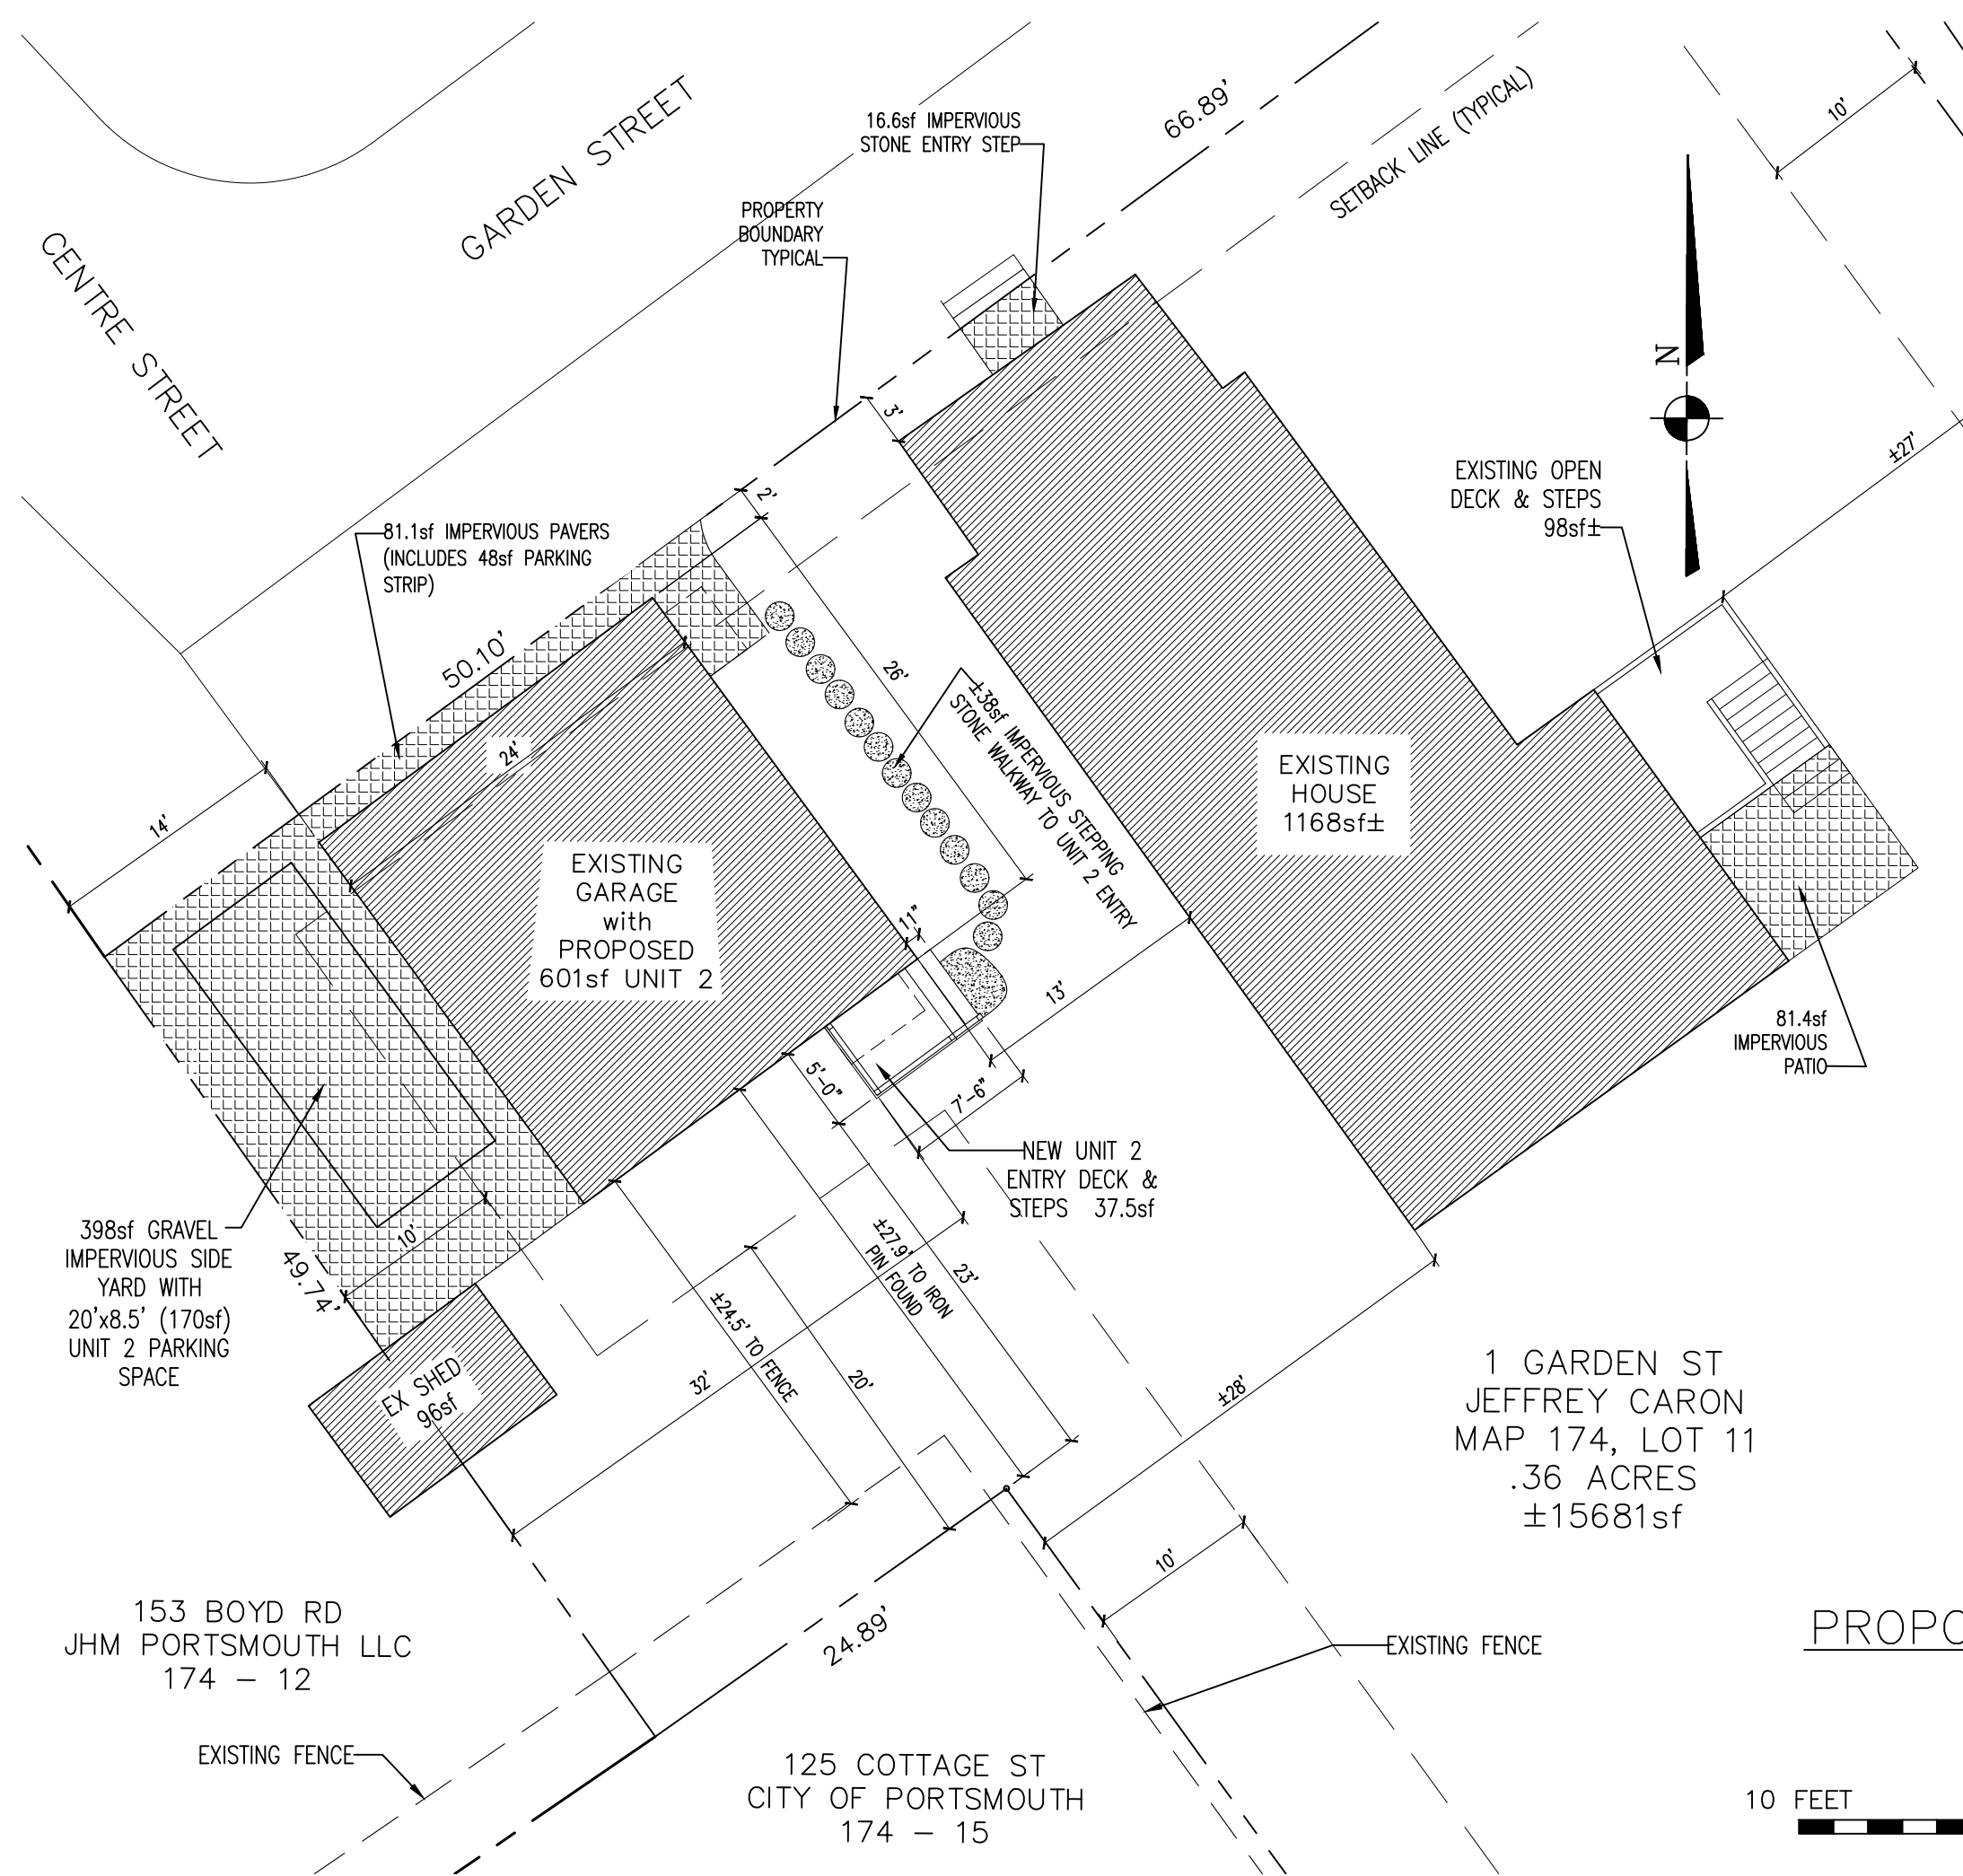 CENTRE STREET
GARDEN STREET
16.6sf IMPERVIOUS
STONE ENTRY STEP
66.89'
SETBACK LINE (TYPICAL)
10'
PROPERTY
BOUNDARY
TYPICAL
3'
2'
N
±27'
EXISTING OPEN
DECK & STEPS
98sf±
81.1sf IMPERVIOUS PAVERS
(INCLUDES 48sf PARKING
STRIP)
50.10'
24'
26'
±38sf IMPERVIOUS STEPPING
STONE WALKWAY TO UNIT 2 ENTRY
EXISTING
HOUSE
1168sf±
14'
EXISTING
GARAGE
with
PROPOSED
601sf UNIT 2
11"
13'
81.4sf
IMPERVIOUS
PATIO
5'-0"
7'-6"
NEW UNIT 2
ENTRY DECK &
STEPS 37.5sf
398sf GRAVEL
IMPERVIOUS SIDE
YARD WITH
20'x8.5' (170sf)
UNIT 2 PARKING
SPACE
10'
49.74'
±27.9' TO IRON
PIN FOUND
23'
±24.5' TO FENCE
20'
32'
±28'
EX SHED
96sf
1 GARDEN ST
JEFFREY CARON
MAP 174, LOT 11
.36 ACRES
±15681sf
10'
153 BOYD RD
JHM PORTSMOUTH LLC
174 - 12
24.89'
EXISTING FENCE
PROPO
EXISTING FENCE
125 COTTAGE ST
CITY OF PORTSMOUTH
174 - 15
10 FEET